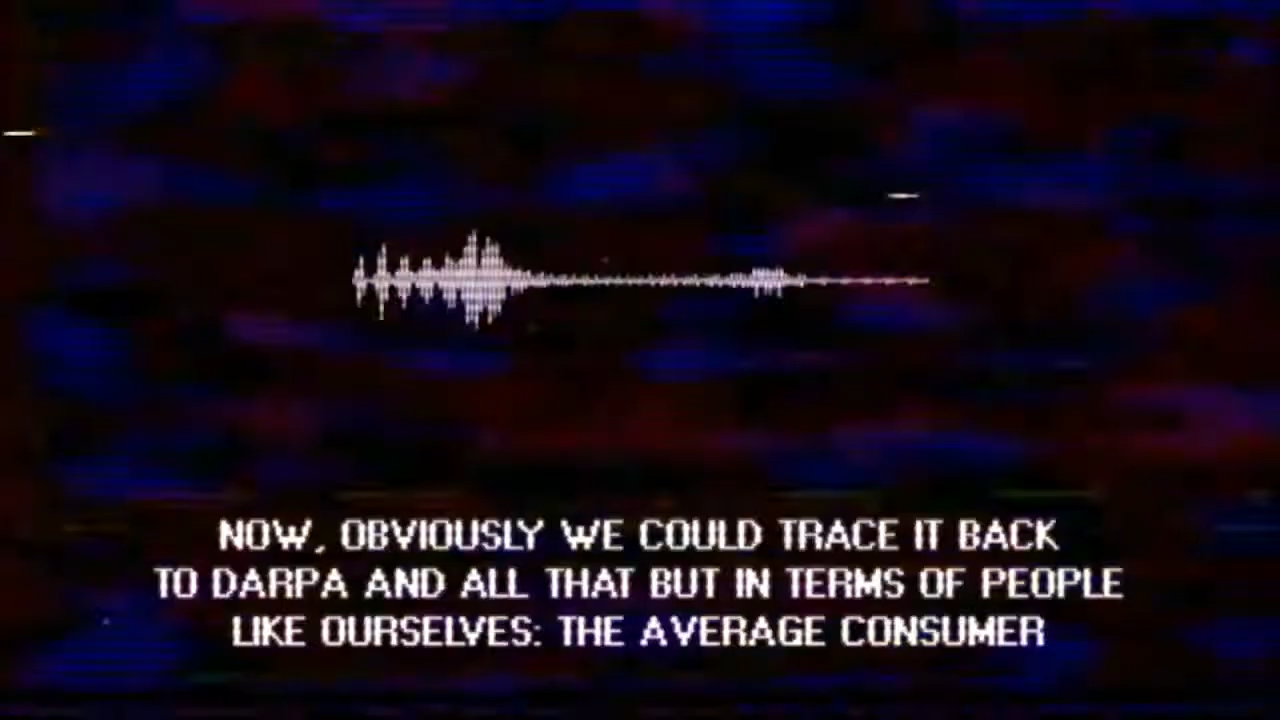 NOW, OBVIOUSLY WE COULD TRACE IT BACK
TO DARPA AND ALL THAT BUT IN TERMS OF PEOPLE
LIKE OURSELVES: THE AVERAGE CONSUMER